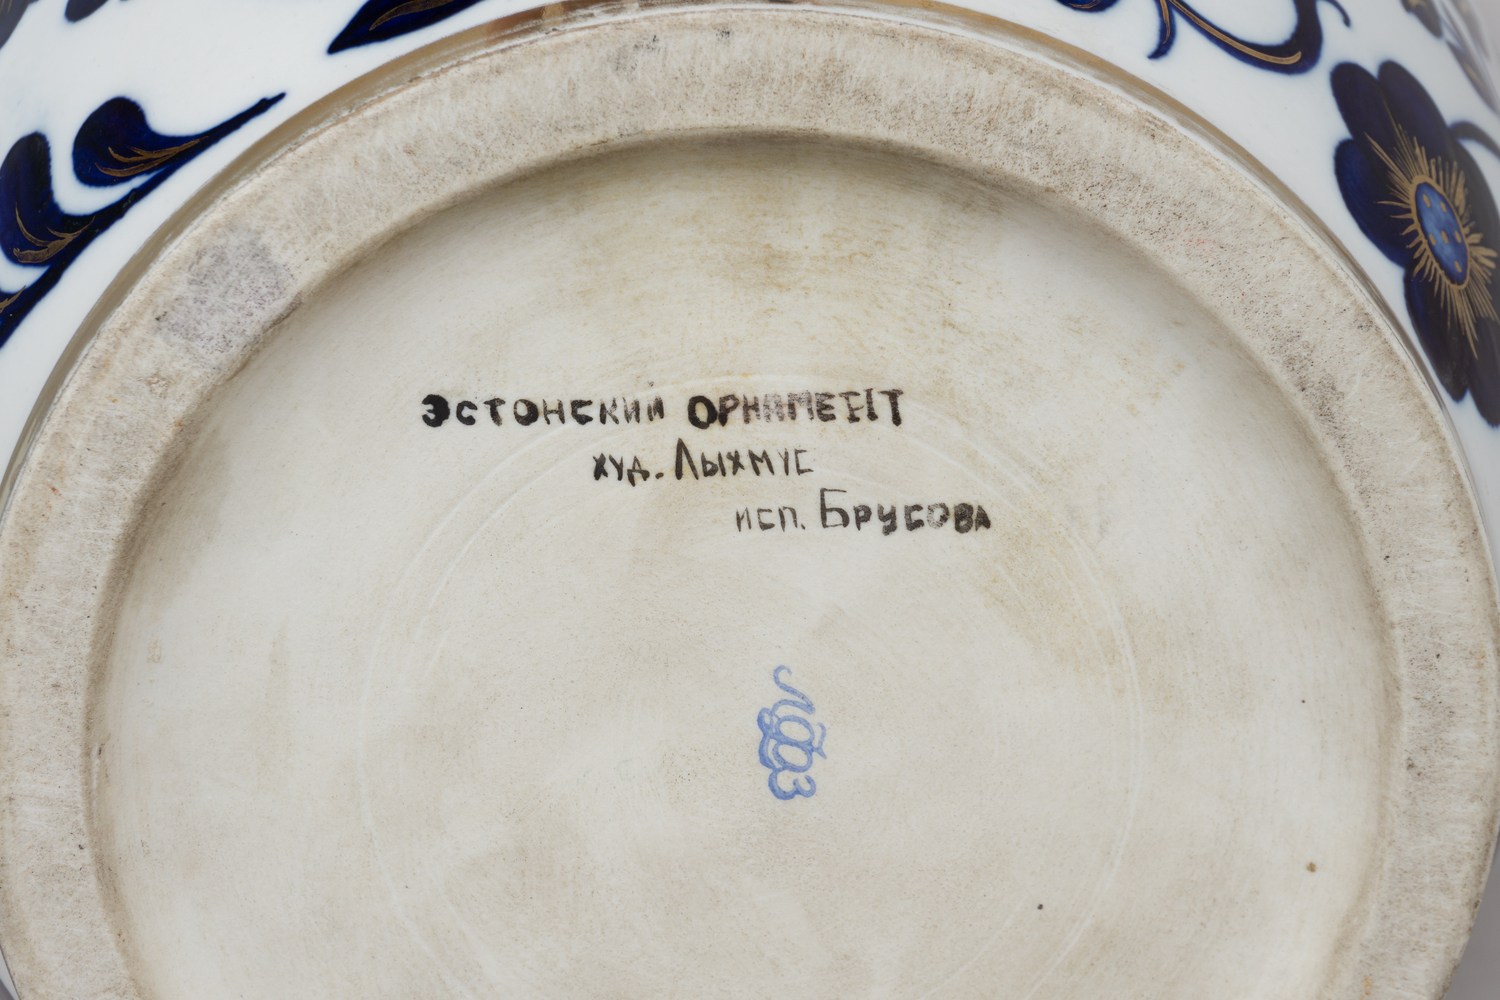 ЭСТОНСКИЙ ОРНАМЕНТ
худ. Лыхмус
исп. Брусова
ЛФЗ